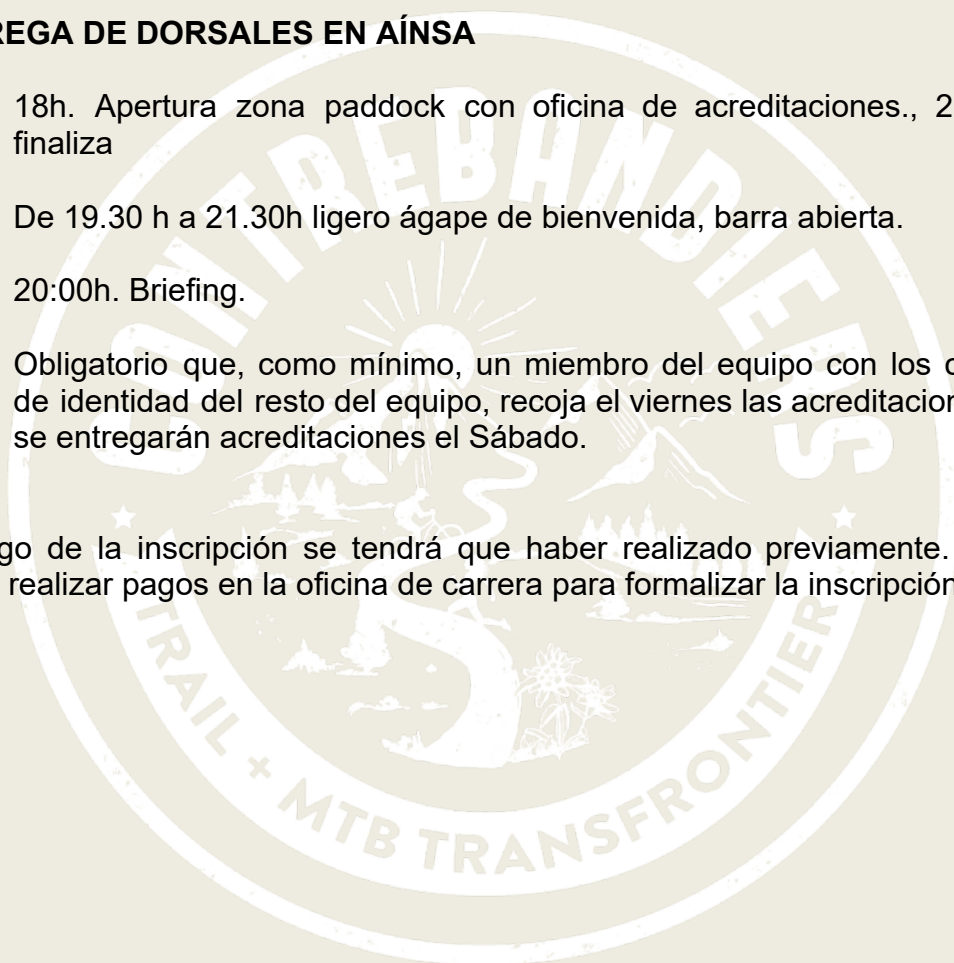 REGA DE DORSALES EN AÍNSA
18h. Apertura zona paddock con oficina de acreditaciones., 2
finaliza
De 19.30 h a 21.30h ligero ágape de bienvenida, barra abierta.
20:00h. Briefing.
Obligatorio que, como mínimo, un miembro del equipo con los
de identidad del resto del equipo, recoja el viernes las acreditacion
se entregarán acreditaciones el Sábado.
go de la inscripción se tendrá que haber realizado previamente.
realizar pagos en la oficina de carrera para formalizar la inscripción
CONTREBANDIERS
TRAIL + MTB TRANSFRONTIER